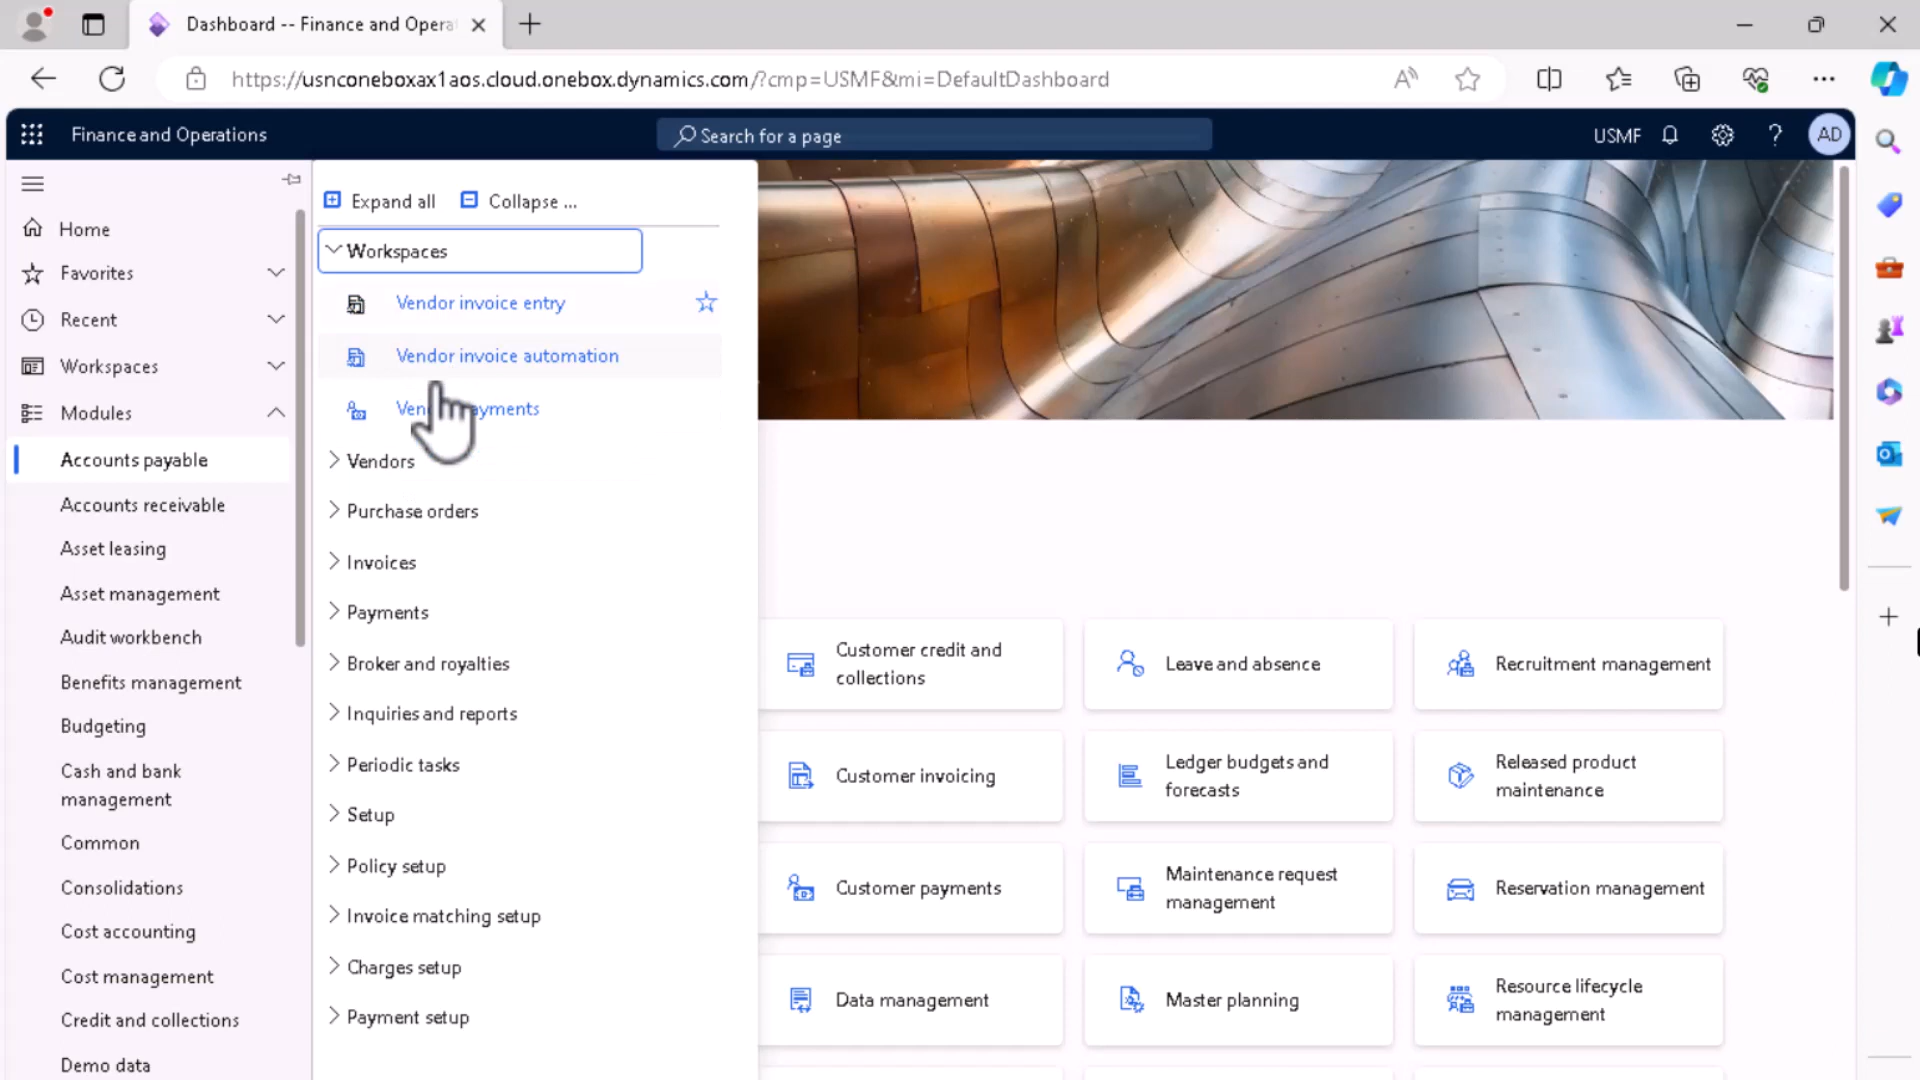 Dashboard -- Finance and Opera
https://usnconeboxax1aos.cloud.onebox.dynamics.com/?cmp=USMF&mi=DefaultDashboard
Finance and Operations
Search for a page
USMF
AD
Home
Favorites
Recent
Workspaces
Modules
Accounts payable
Accounts receivable
Asset leasing
Asset management
Audit workbench
Benefits management
Budgeting
Cash and bank
management
Common
Consolidations
Cost accounting
Cost management
Credit and collections
Demo data
Expand all
Collapse ...
Workspaces
Vendor invoice entry
Vendor invoice automation
Ven ayments
Vendors
Purchase orders
Invoices
Payments
Broker and royalties
Inquiries and reports
Periodic tasks
Setup
Policy setup
Invoice matching setup
Charges setup
Payment setup
Customer credit and
collections
Leave and absence
Recruitment management
Customer invoicing
Ledger budgets and
forecasts
Released product
maintenance
Customer payments
Maintenance request
management
Reservation management
Data management
Master planning
Resource lifecycle
management